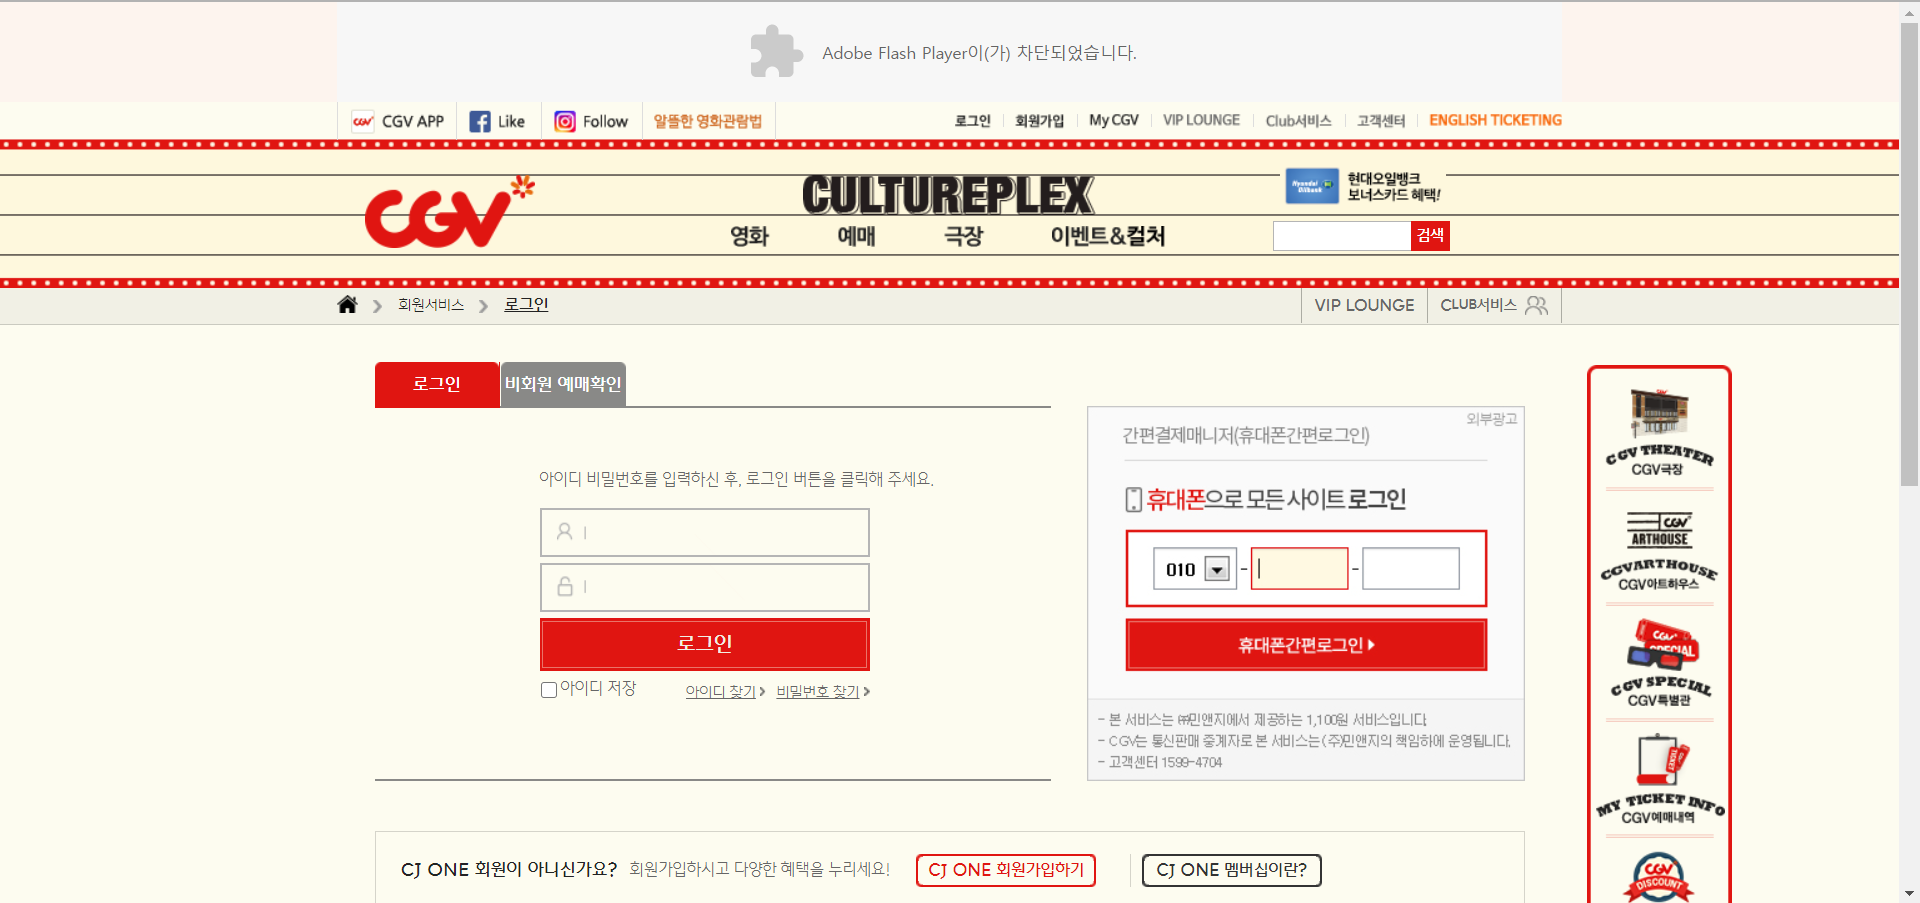 Adobe Flash Player이(가) 차단되었습니다.
CGV CGV APP Like Follow 알뜰한 영화관람법
로그인 회원가입 My CGV VIP LOUNGE Club서비스 고객센터 ENGLISH TICKETING
CGV
CULTUREPLEX
Hyundai Oilbank
현대오일뱅크
보너스카드 혜택!
영화 예매 극장 이벤트&컬처
검색
회원서비스 로그인
VIP LOUNGE CLUB서비스
로그인 비회원 예매확인
아이디 비밀번호를 입력하신 후, 로그인 버튼을 클릭해 주세요.
로그인
아이디 저장 아이디 찾기 비밀번호 찾기
외부광고
간편결제매니저(휴대폰간편로그인)
휴대폰으로 모든 사이트 로그인
010 - -
휴대폰간편로그인
- 본 서비스는 ㈜민앤지에서 제공하는 1,100원 서비스입니다.
- CGV는 통신판매 중계자로 본 서비스는 (주)민앤지의 책임하에 운영됩니다.
- 고객센터 1599-4704
CJ ONE 회원이 아니신가요? 회원가입하시고 다양한 혜택을 누리세요! CJ ONE 회원가입하기 CJ ONE 멤버십이란?
CGV THEATER
CGV극장
CGV
ARTHOUSE
CGV ARTHOUSE
CGV아트하우스
CGV
SPECIAL
CGV SPECIAL
CGV특별관
TICKET
MY TICKET INFO
CGV예매내역
CGV
DISCOUNT